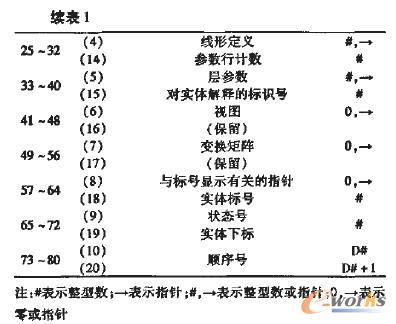 续表1
25~32 (4) 线形定义 #,→
(14) 参数行计数 #
33~40 (5) 层参数 #,→
(15) 对实体解释的标识号 #
41~48 (6) 视图 0,→
(16) (保留)
49~56 (7) 变换矩阵 0,→
(17) (保留)
57~64 (8) 与标号显示有关的指针 0,→
(18) 实体标号 #
65~72 (9) 状态号 #
(19) 实体下标
73~80 (10) 顺序号 D#
(20) D#+1
注:#表示整型数;→表示指针;#,→表示整型数或指针;0,→表示
零或指针